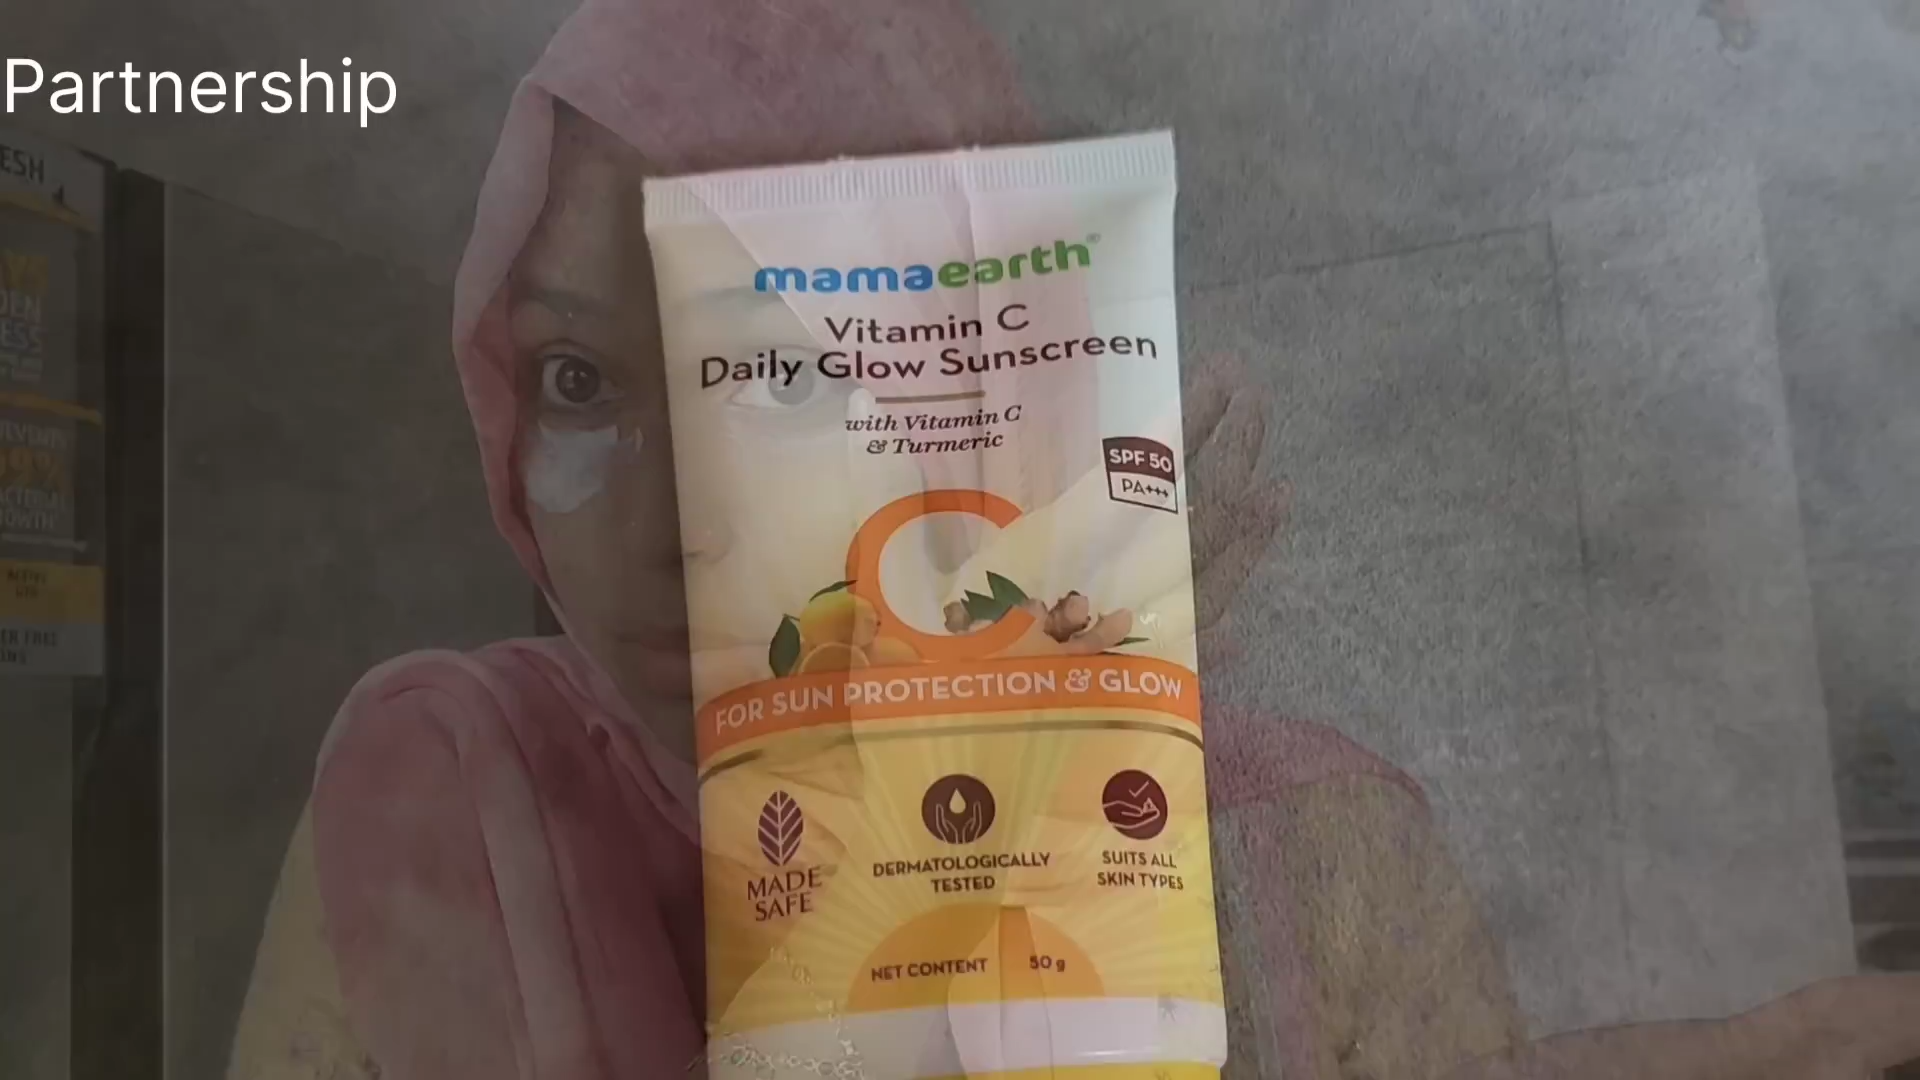 Partnership
ESH
mamaearth®
Vitamin C
Daily Glow Sunscreen
with Vitamin C
& Turmeric
SPF 50
PA+++
C
FOR SUN PROTECTION & GLOW
MADE
SAFE
DERMATOLOGICALLY
TESTED
SUITS ALL
SKIN TYPES
NET CONTENT 50 g